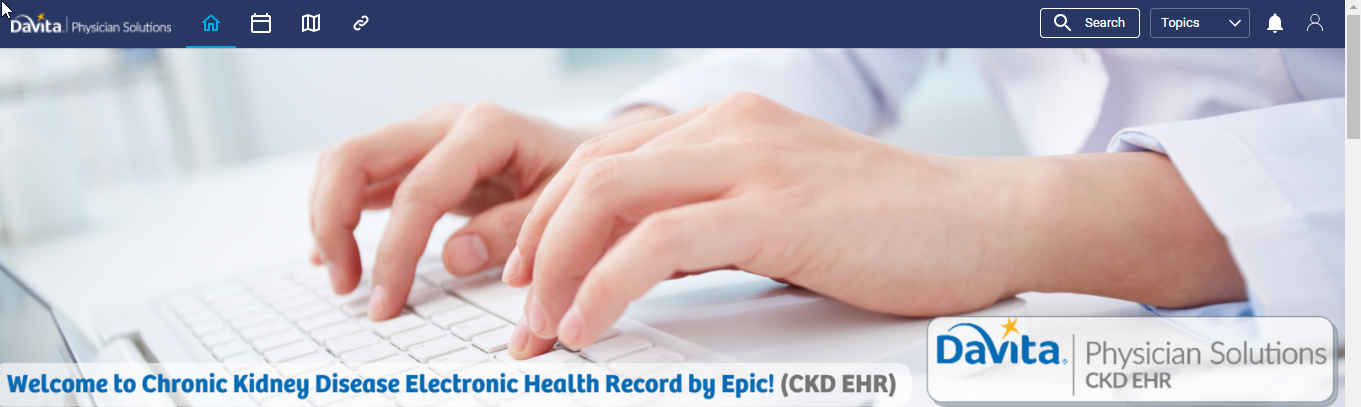 DaVita. | Physician Solutions
Search
Topics
Welcome to Chronic Kidney Disease Electronic Health Record by Epic! (CKD EHR)
DaVita® | Physician Solutions
CKD EHR